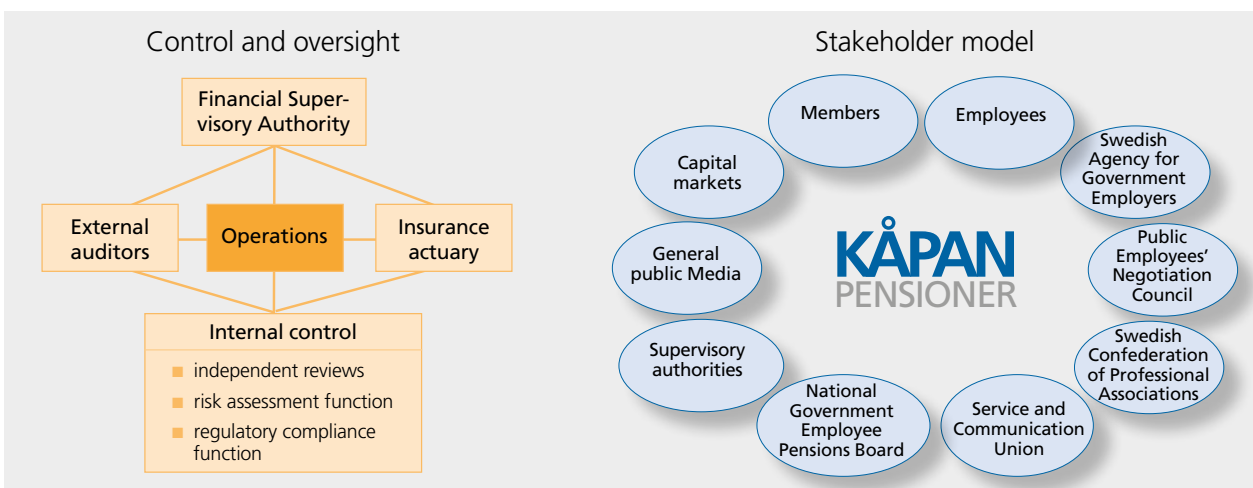 Control and oversight
Financial Super-
visory Authority
External
auditors
Operations
Insurance
actuary
Internal control
independent reviews
risk assessment function
regulatory compliance
function
Stakeholder model
Members
Employees
Capital
markets
Swedish
Agency for
Government
Employers
General
public Media
KÅPAN
PENSIONER
Public
Employees’
Negotiation
Council
Supervisory
authorities
Swedish
Confederation
of Professional
Associations
National
Government
Employee
Pensions Board
Service and
Communication
Union